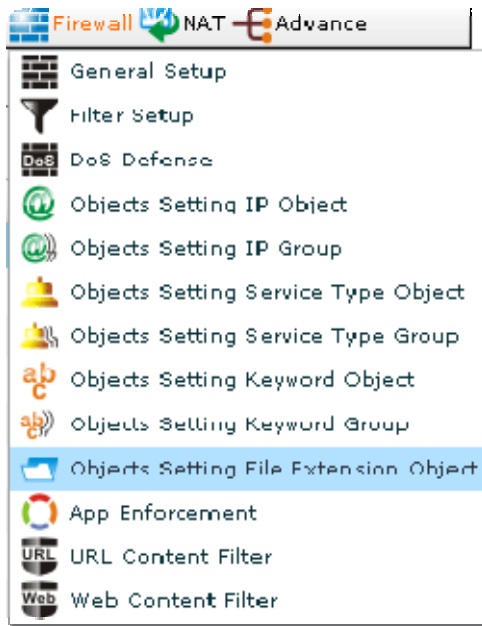 Firewall NAT Advance
General Setup
Filter Setup
DoS DoS Defense
Objects Setting IP Object
Objects Setting IP Group
Objects Setting Service Type Object
Objects Setting Service Type Group
abc Objects Setting Keyword Object
abc Objects Setting Keyword Group
Objects Setting File Extension Object
App Enforcement
URL URL Content Filter
Web Web Content Filter